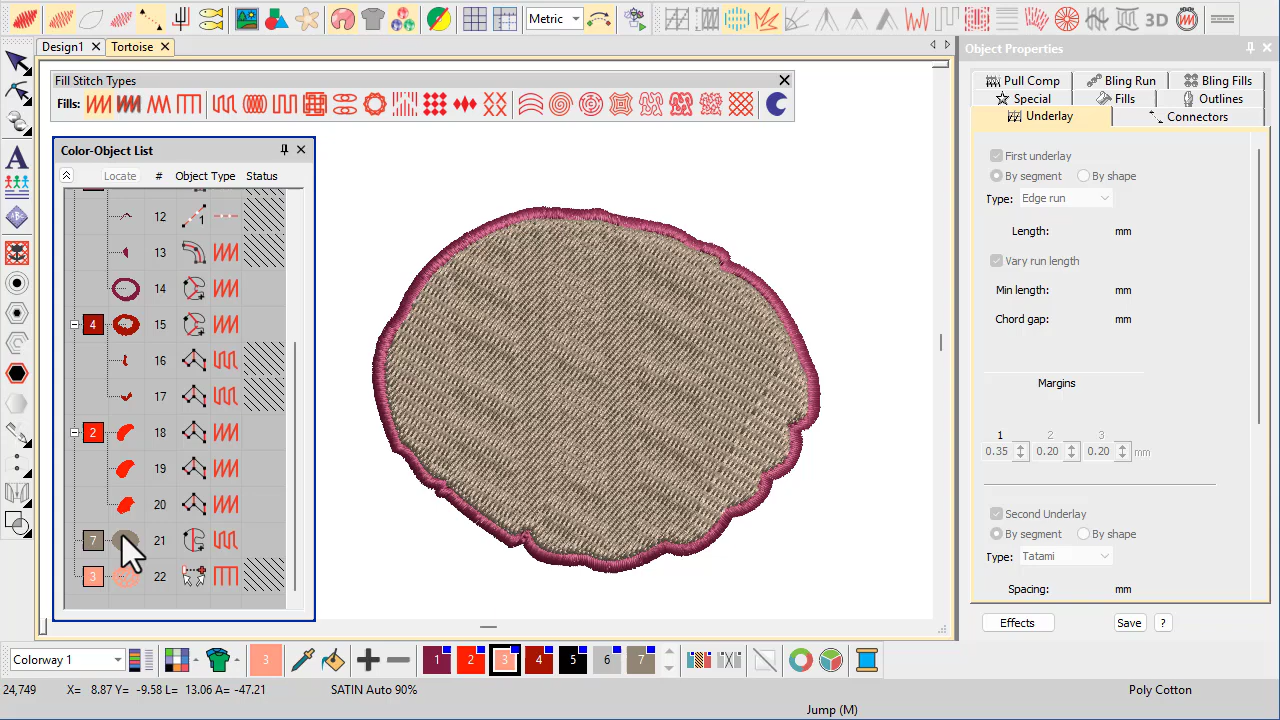 Metric
3D
Design1
Tortoise
Object Properties
Fill Stitch Types
Fills:
Pull Comp
Bling Run
Bling Fills
Special
Fills
Outlines
Underlay
Connectors
Color-Object List
Locate # Object Type Status
First underlay
By segment By shape
Type: Edge run
Length: mm
Vary run length
Min length: mm
Chord gap: mm
Margins
1 2 3
0.35 0.20 0.20 mm
Second Underlay
By segment By shape
Type: Tatami
Spacing: mm
Effects Save ?
12
13
14
4 15
16
17
2 18
19
20
7 21
3 22
A
ABC
Colorway 1
3
1 2 3 4 5 6 7
24,749 X= 8.87 Y= -9.58 L= 13.06 A= -47.21 SATIN Auto 90% Poly Cotton
Jump (M)